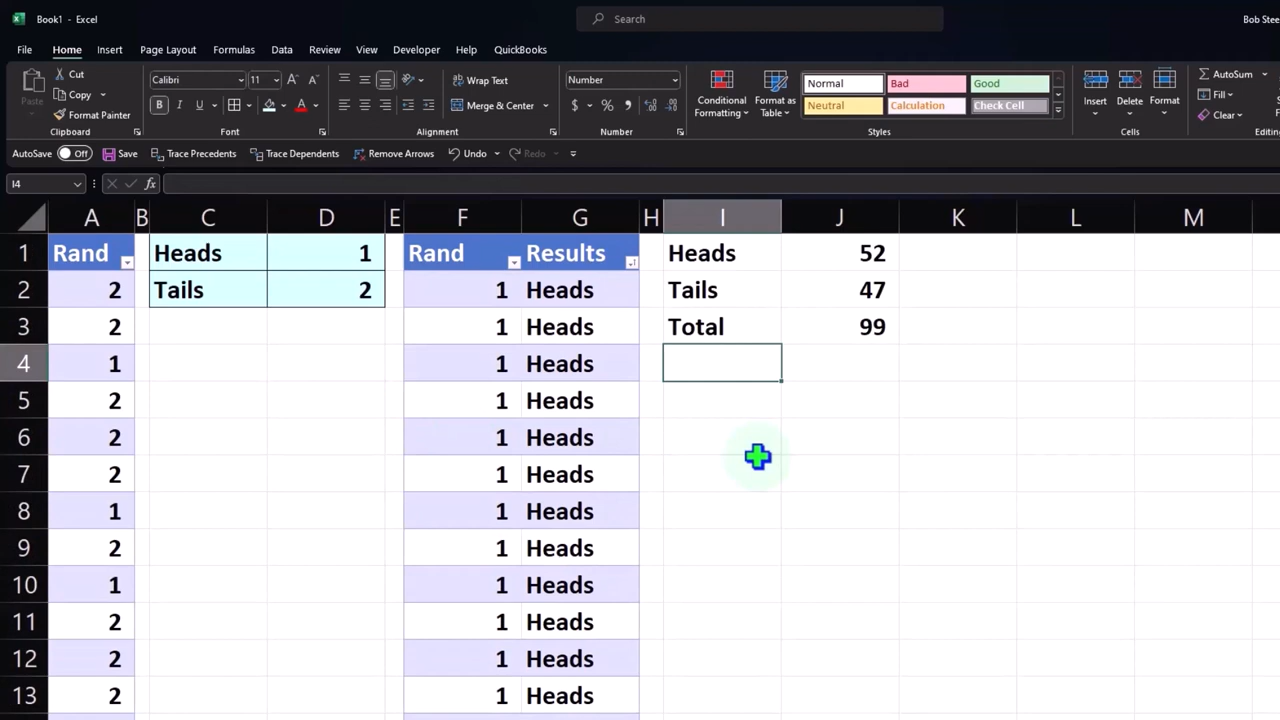 Book1 - Excel
Search
Bob Stee
File Home Insert Page Layout Formulas Data Review View Automate Developer Help QuickBooks
Paste
Cut
Copy
Format Painter
Clipboard
Calibri 11
B I U
Font
Wrap Text
Merge & Center
Alignment
Number
$ % ,
Number
Conditional Formatting
Format as Table
Normal Bad Good
Neutral Calculation Check Cell
Styles
Insert Delete Format
Cells
AutoSum
Fill
Clear
Editing
AutoSave Off Save Trace Precedents Trace Dependents Remove Arrows Undo Redo
I4 fx
A B C D E F G H I J K L M
1 Rand Heads 1 Rand Results Heads 52
2 2 Tails 2 1 Heads Tails 47
3 2 1 Heads Total 99
4 1 1 Heads
5 2 1 Heads
6 2 1 Heads
7 2 1 Heads
8 1 1 Heads
9 2 1 Heads
10 1 1 Heads
11 2 1 Heads
12 2 1 Heads
13 2 1 Heads